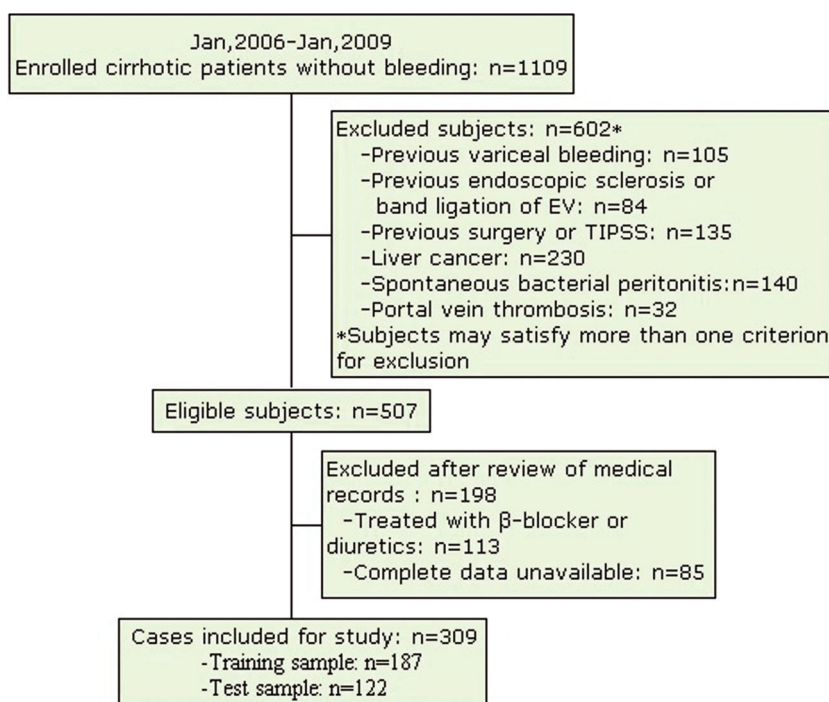 Jan,2006-Jan,2009
Enrolled cirrhotic patients without bleeding: n=1109
Excluded subjects: n=602*
-Previous variceal bleeding: n=105
-Previous endoscopic sclerosis or
band ligation of EV: n=84
-Previous surgery or TIPSS: n=135
-Liver cancer: n=230
-Spontaneous bacterial peritonitis:n=140
-Portal vein thrombosis: n=32
*Subjects may satisfy more than one criterion
for exclusion
Eligible subjects: n=507
Excluded after review of medical
records : n=198
-Treated with β-blocker or
diuretics: n=113
-Complete data unavailable: n=85
Cases included for study: n=309
-Training sample: n=187
-Test sample: n=122